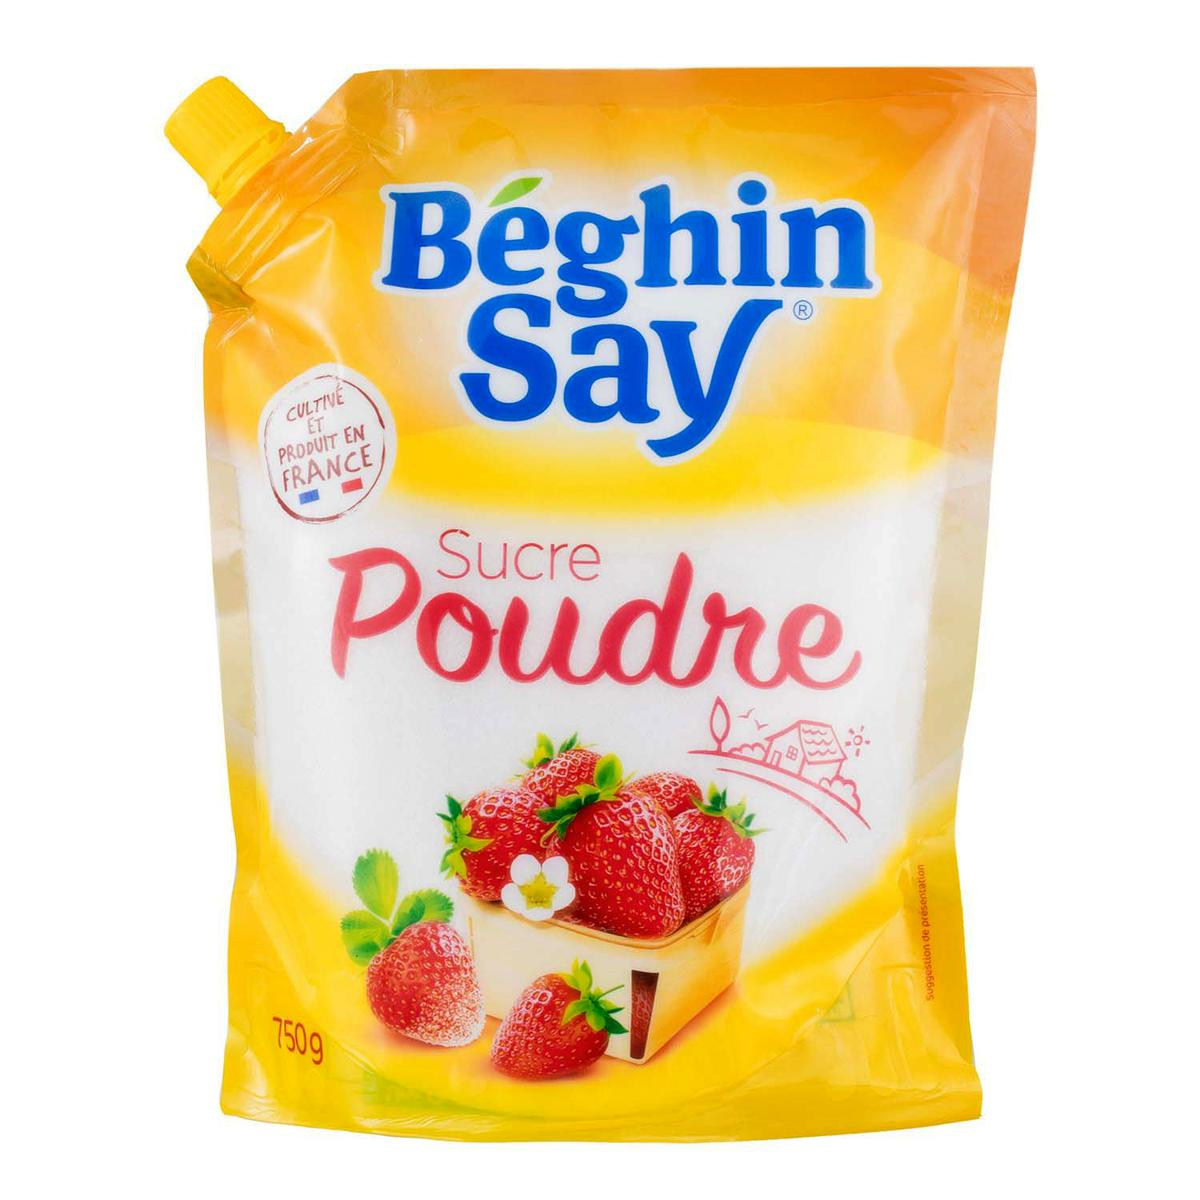 Béghin
Say®
CULTIVÉ
ET
PRODUIT EN
FRANCE
Sucre
Poudre
Suggestion de présentation
750g